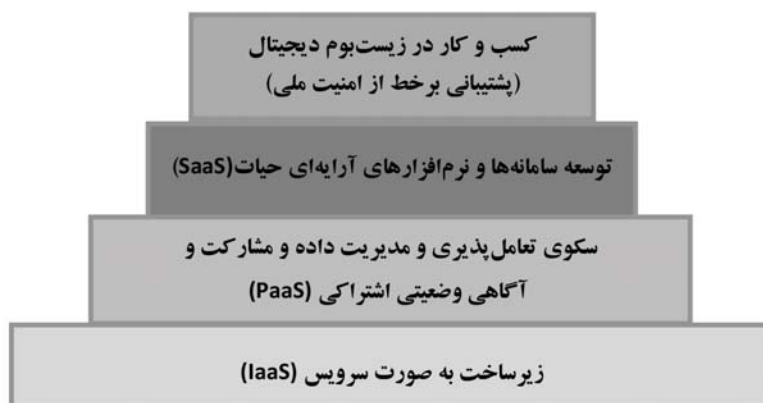 کسب و کار در زیست‌بوم دیجیتال
(پشتیبانی برخط از امنیت ملی)
توسعه سامانه‌ها و نرم‌افزارهای آرایه‌ای حیات(SaaS)
سکوی تعامل‌پذیری و مدیریت داده و مشارکت و
آگاهی وضعیتی اشتراکی (PaaS)
زیرساخت به صورت سرویس (IaaS)